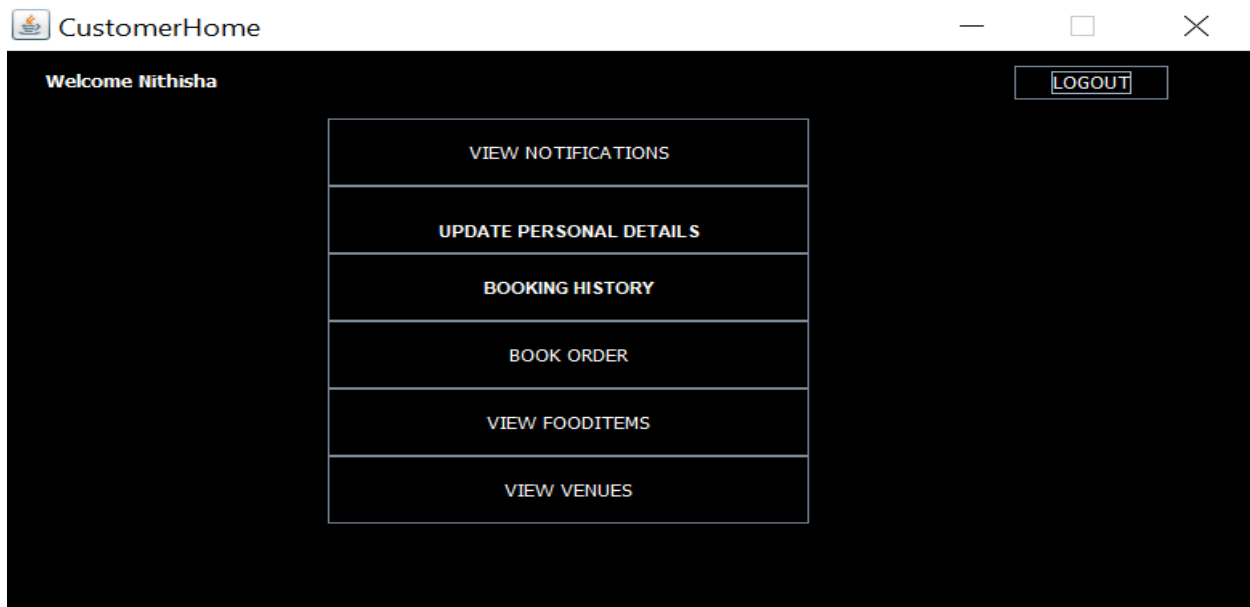 CustomerHome
Welcome Nithisha
LOGOUT
VIEW NOTIFICATIONS
UPDATE PERSONAL DETAILS
BOOKING HISTORY
BOOK ORDER
VIEW FOODITEMS
VIEW VENUES